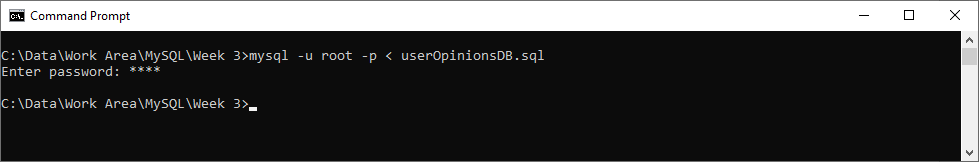 Command Prompt
C:\Data\Work Area\MySQL\Week 3>mysql -u root -p < userOpinionsDB.sql
Enter password: ****
C:\Data\Work Area\MySQL\Week 3>